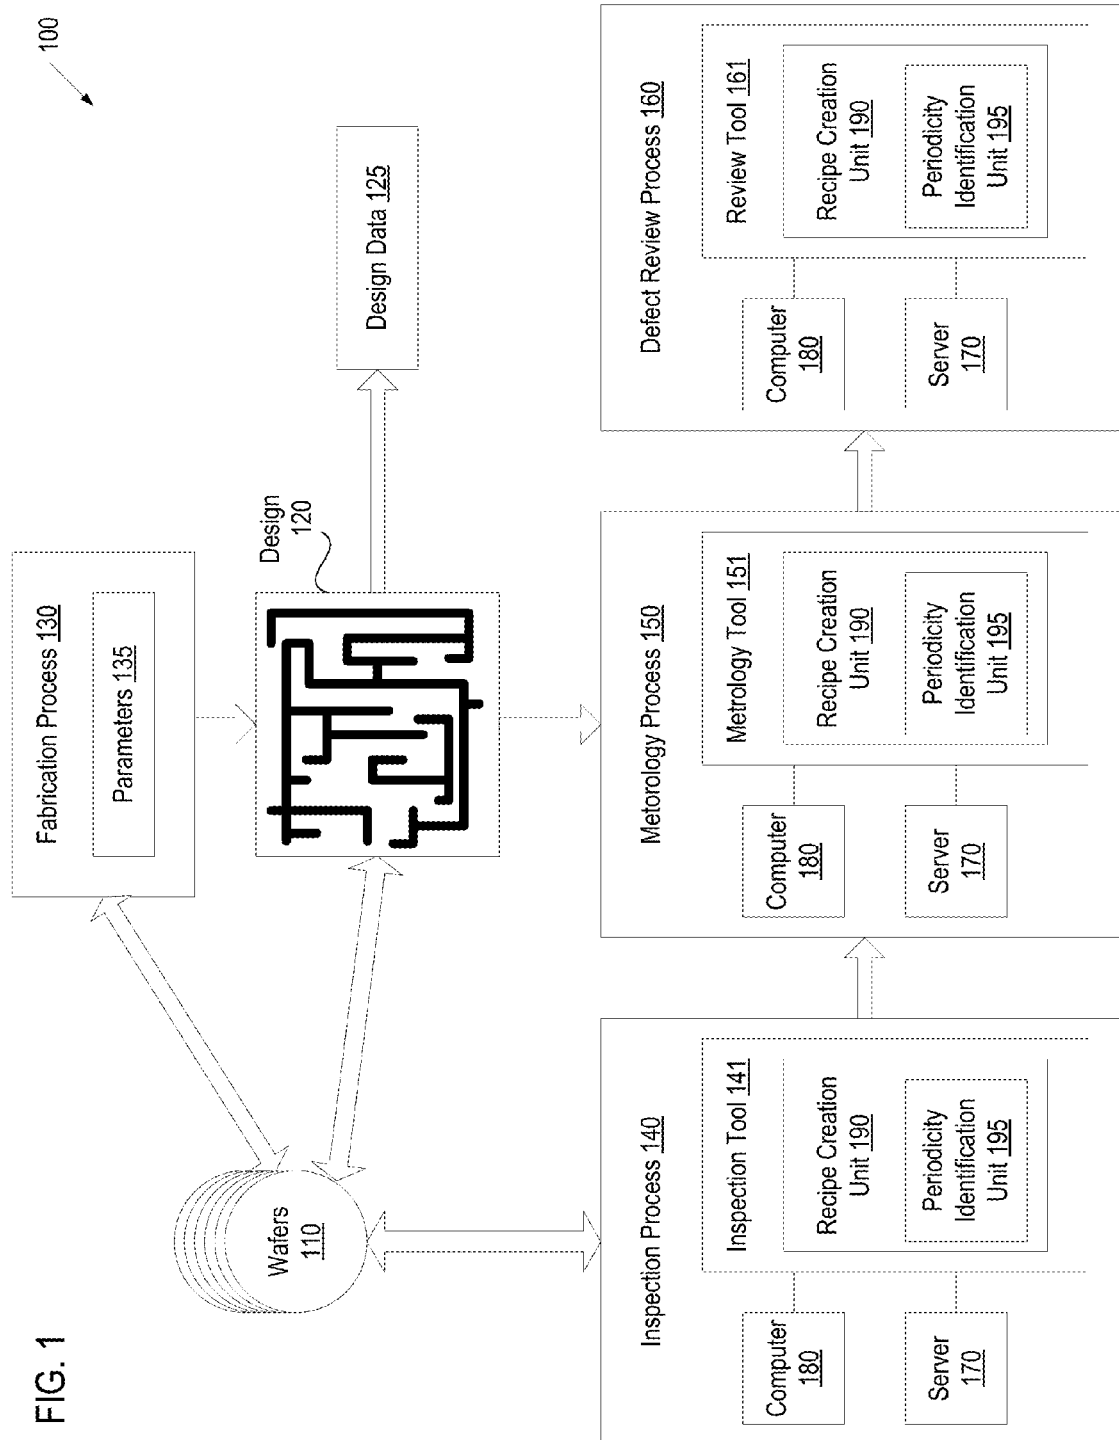 FIG. 1
100
Wafers
110
Fabrication Process 130
Parameters 135
Design
120
Design Data 125
Inspection Process 140
Inspection Tool 141
Recipe Creation
Unit 190
Periodicity
Identification
Unit 195
Computer
180
Server
170
Metorology Process 150
Metrology Tool 151
Recipe Creation
Unit 190
Periodicity
Identification
Unit 195
Computer
180
Server
170
Defect Review Process 160
Review Tool 161
Recipe Creation
Unit 190
Periodicity
Identification
Unit 195
Computer
180
Server
170